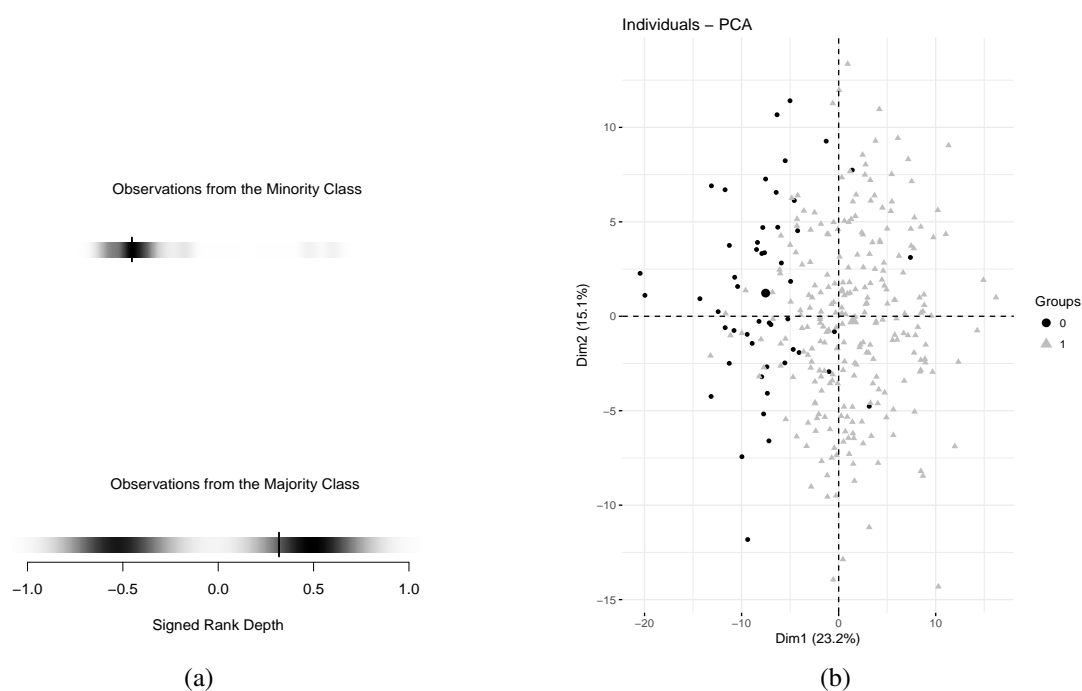 Observations from the Minority Class
Observations from the Majority Class
−1.0 −0.5 0.0 0.5 1.0
Signed Rank Depth
(a)
Individuals − PCA
10
5
0
−5
−10
−15
Dim2 (15.1%)
−20 −10 0 10
Dim1 (23.2%)
Groups
0
1
(b)